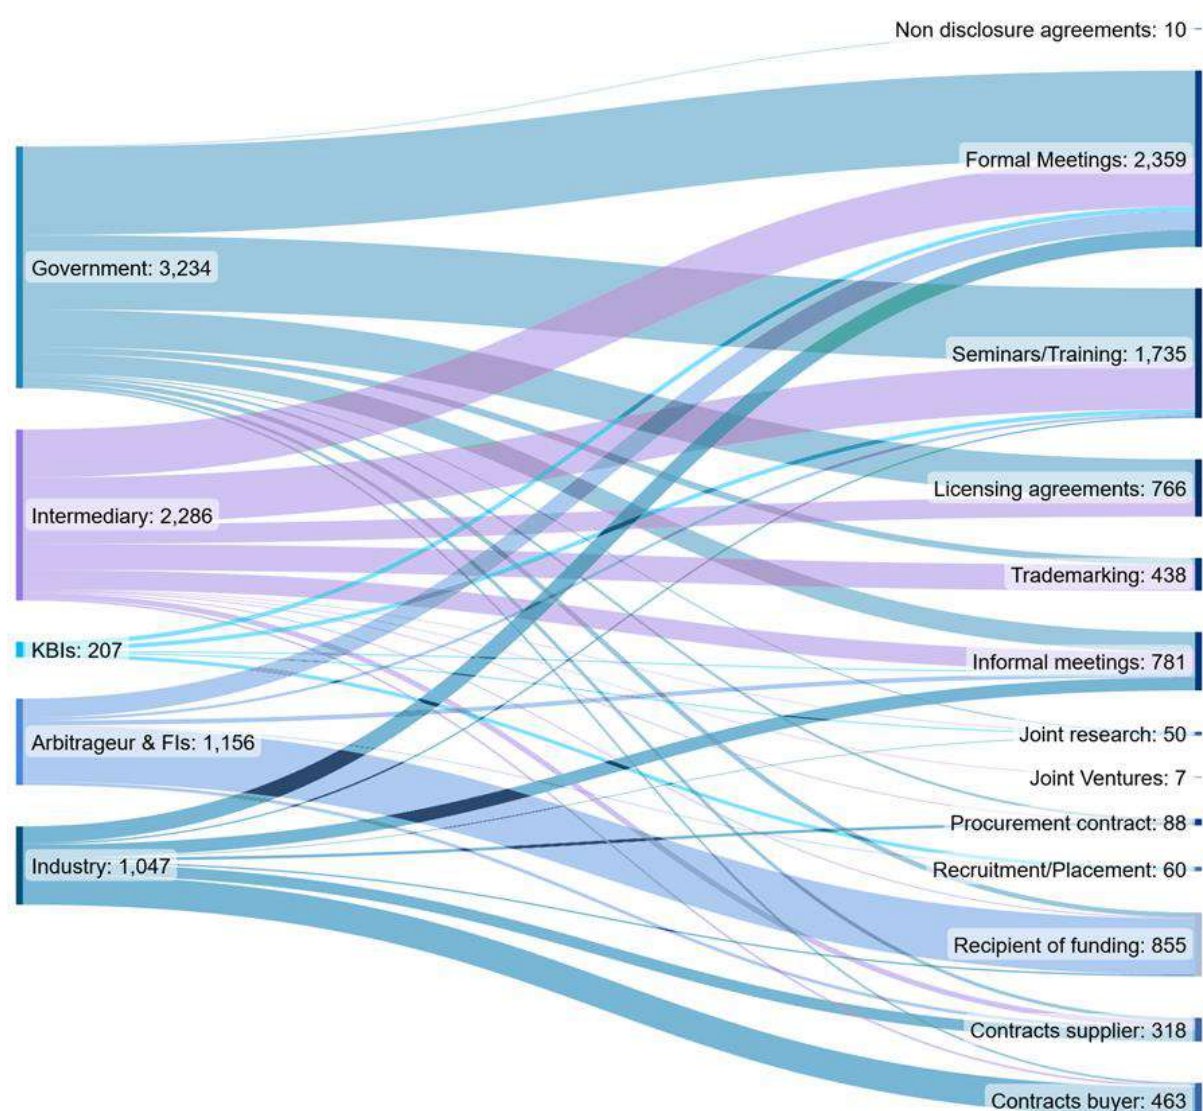 Non disclosure agreements: 10
Formal Meetings: 2,359
Government: 3,234
Seminars/Training: 1,735
Licensing agreements: 766
Intermediary: 2,286
Trademarking: 438
KBIs: 207
Informal meetings: 781
Joint research: 50
Arbitrageur & FIs: 1,156
Joint Ventures: 7
Procurement contract: 88
Industry: 1,047
Recruitment/Placement: 60
Recipient of funding: 855
Contracts supplier: 318
Contracts buyer: 463